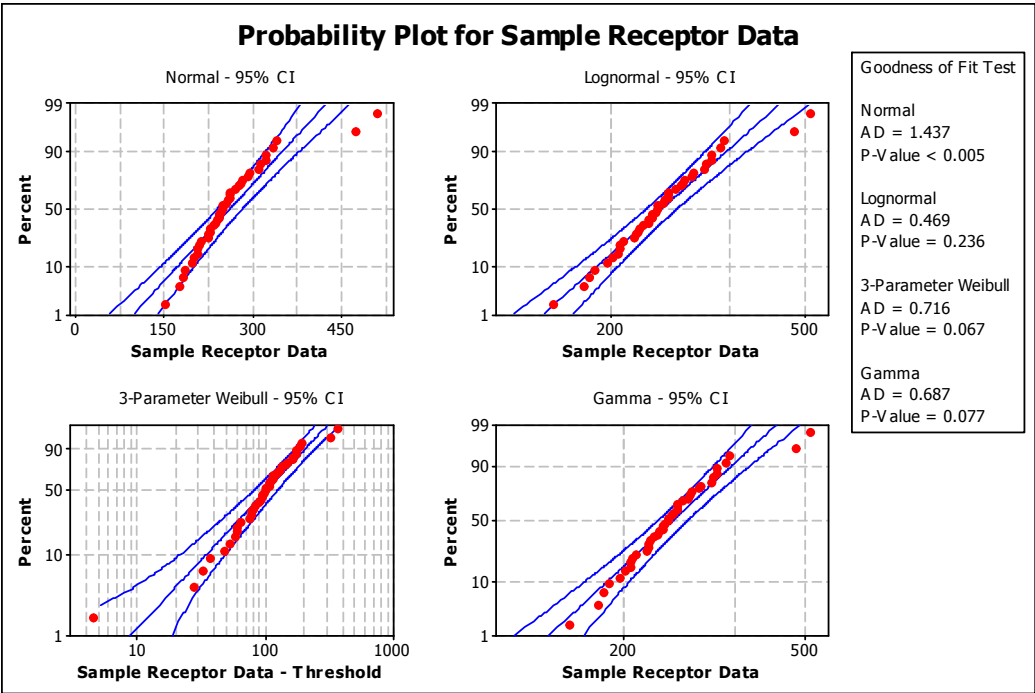 Probability Plot for Sample Receptor Data
Normal - 95% CI
99
90
50
10
1
Percent
0 150 300 450
Sample Receptor Data
Lognormal - 95% CI
99
90
50
10
1
Percent
200 500
Sample Receptor Data
3-Parameter Weibull - 95% CI
90
50
10
1
Percent
10 100 1000
Sample Receptor Data - Threshold
Gamma - 95% CI
99
90
50
10
1
Percent
200 500
Sample Receptor Data
Goodness of Fit Test
Normal
AD = 1.437
P-Value < 0.005
Lognormal
AD = 0.469
P-Value = 0.236
3-Parameter Weibull
AD = 0.716
P-Value = 0.067
Gamma
AD = 0.687
P-Value = 0.077